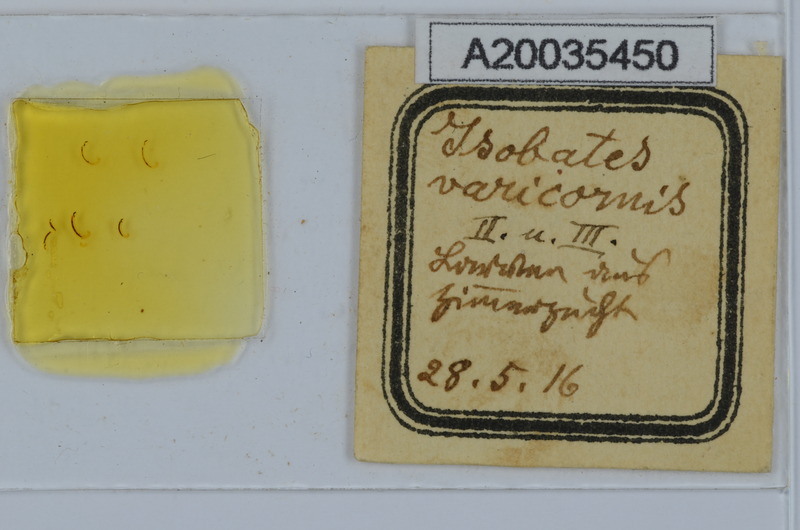 A20035450
Isobates
varicornis
II. u. III.
Larven aus
Zimmerzucht
28.5.16